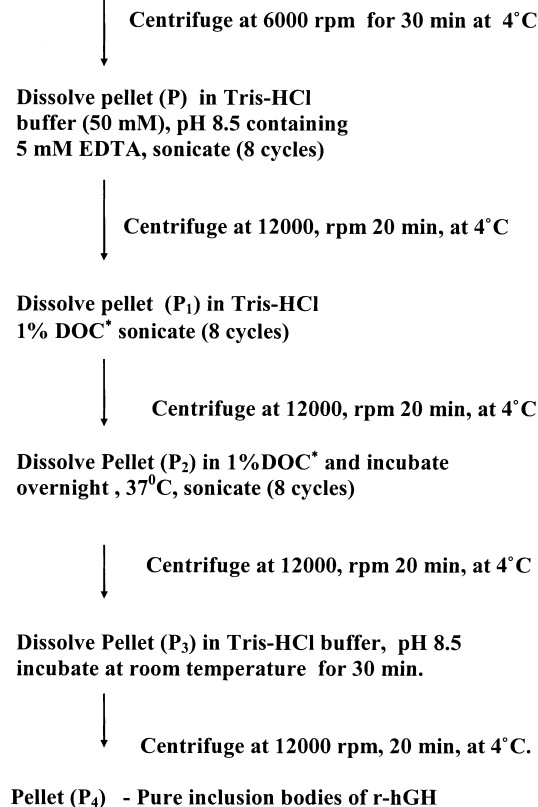 Centrifuge at 6000 rpm for 30 min at 4˚C
Dissolve pellet (P) in Tris-HCl
buffer (50 mM), pH 8.5 containing
5 mM EDTA, sonicate (8 cycles)
Centrifuge at 12000, rpm 20 min, at 4˚C
Dissolve pellet (P₁) in Tris-HCl
1% DOC* sonicate (8 cycles)
Centrifuge at 12000, rpm 20 min, at 4˚C
Dissolve Pellet (P₂) in 1%DOC* and incubate
overnight , 37⁰C, sonicate (8 cycles)
Centrifuge at 12000, rpm 20 min, at 4˚C
Dissolve Pellet (P₃) in Tris-HCl buffer, pH 8.5
incubate at room temperature for 30 min.
Centrifuge at 12000 rpm, 20 min, at 4˚C.
Pellet (P₄) - Pure inclusion bodies of r-hGH